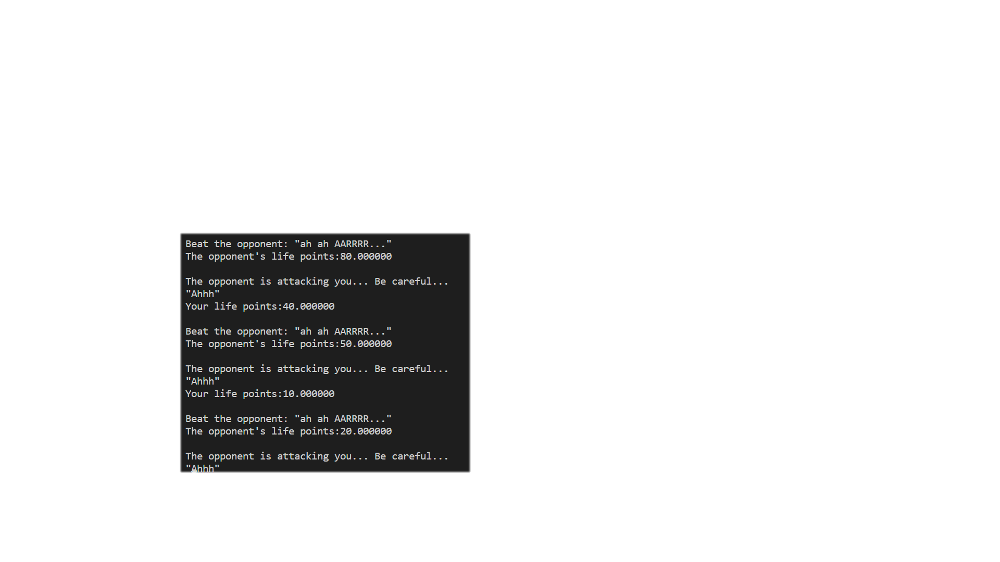 Beat the opponent: "ah ah AARRRR..."
The opponent's life points:80.000000
The opponent is attacking you... Be careful...
"Ahhh"
Your life points:40.000000
Beat the opponent: "ah ah AARRRR..."
The opponent's life points:50.000000
The opponent is attacking you... Be careful...
"Ahhh"
Your life points:10.000000
Beat the opponent: "ah ah AARRRR..."
The opponent's life points:20.000000
The opponent is attacking you... Be careful...
"Ahhh"